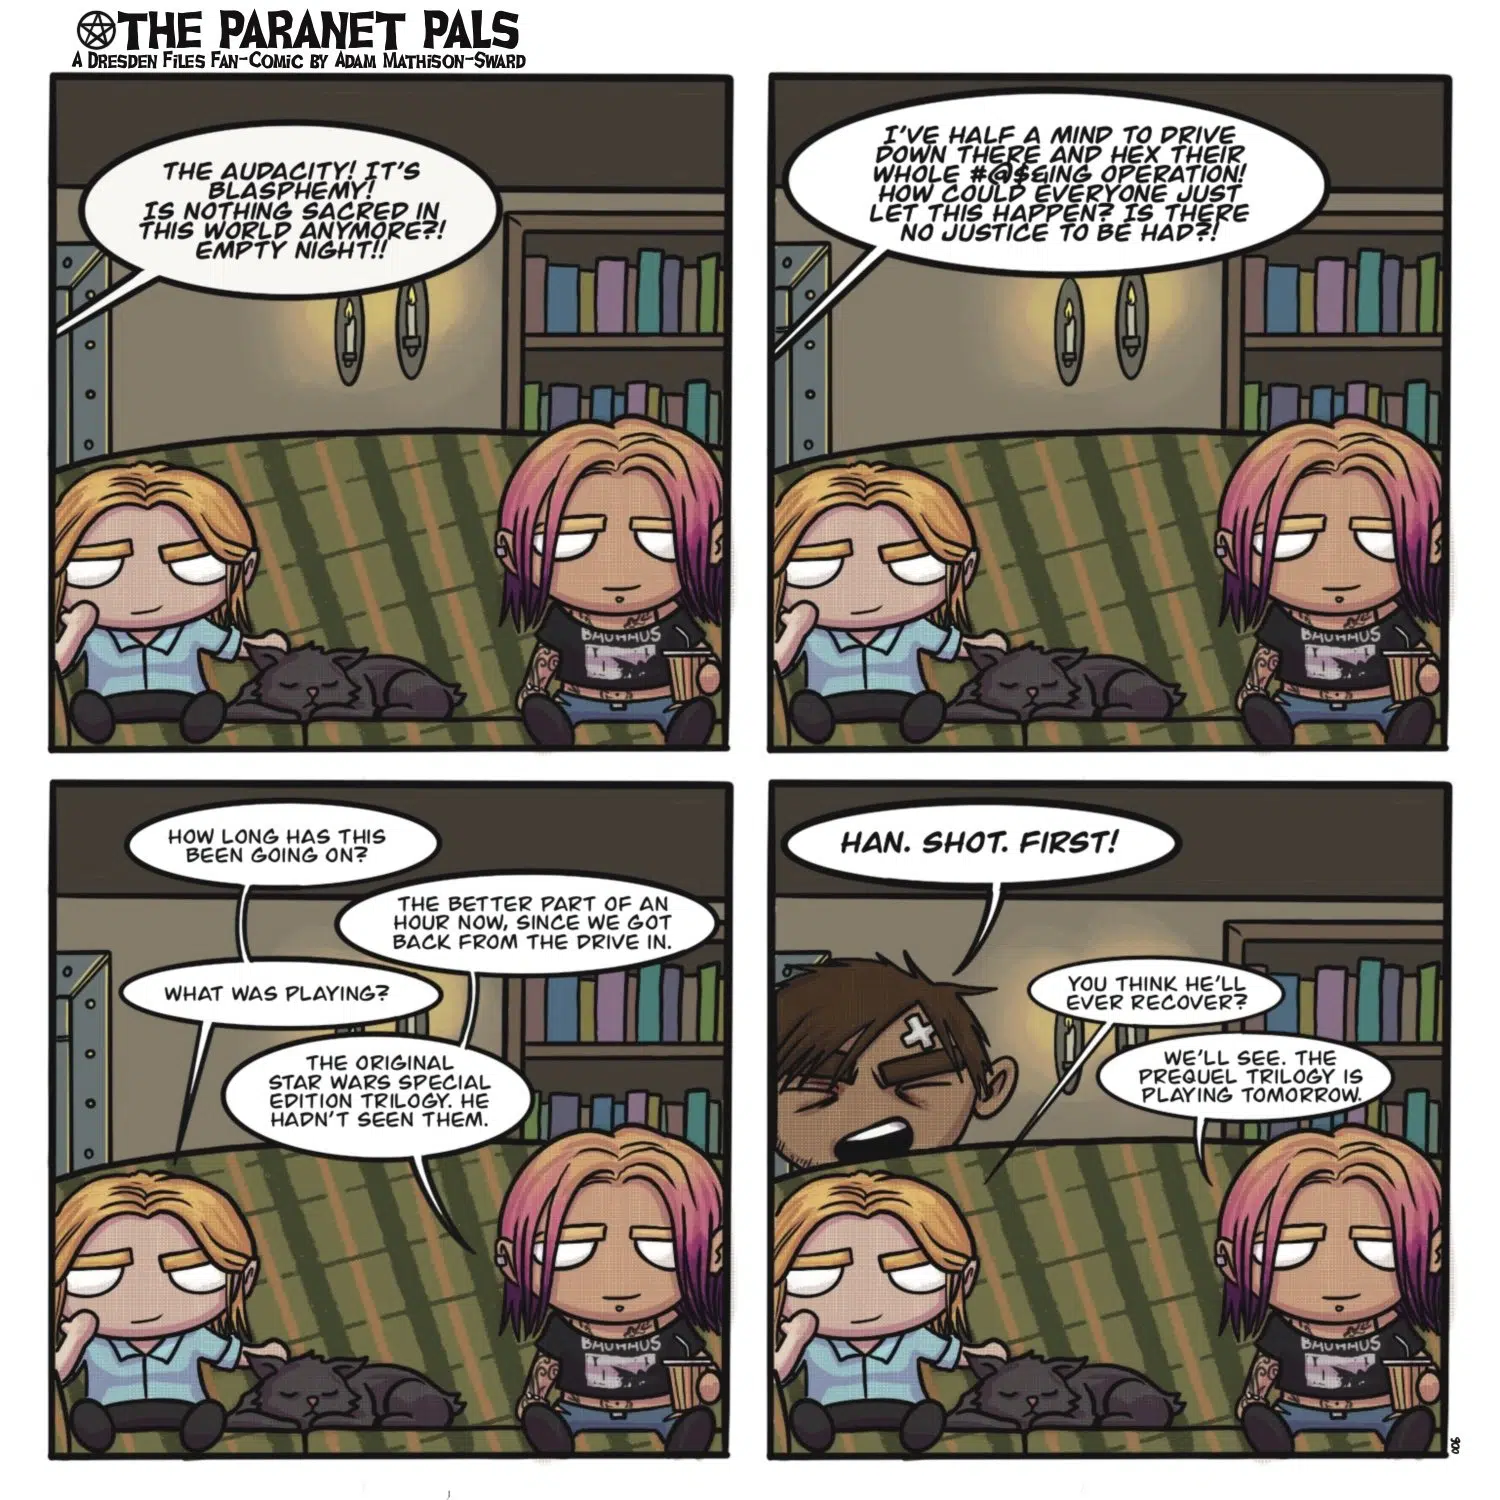 THE PARANET PALS
A DRESDEN FILES FAN-COMIC BY ADAM MATHISON-SWARD
THE AUDACITY! IT'S
BLASPHEMY!
IS NOTHING SACRED IN
THIS WORLD ANYMORE?!
EMPTY NIGHT!!
BAUHAUS
I'VE HALF A MIND TO DRIVE
DOWN THERE AND HEX THEIR
WHOLE #@$&ING OPERATION!
HOW COULD EVERYONE JUST
LET THIS HAPPEN? IS THERE
NO JUSTICE TO BE HAD?!
BAUHAUS
HOW LONG HAS THIS
BEEN GOING ON?
THE BETTER PART OF AN
HOUR NOW, SINCE WE GOT
BACK FROM THE DRIVE IN.
WHAT WAS PLAYING?
THE ORIGINAL
STAR WARS SPECIAL
EDITION TRILOGY. HE
HADN'T SEEN THEM.
BAUHAUS
HAN. SHOT. FIRST!
YOU THINK HE'LL
EVER RECOVER?
WE'LL SEE. THE
PREQUEL TRILOGY IS
PLAYING TOMORROW.
BAUHAUS
006